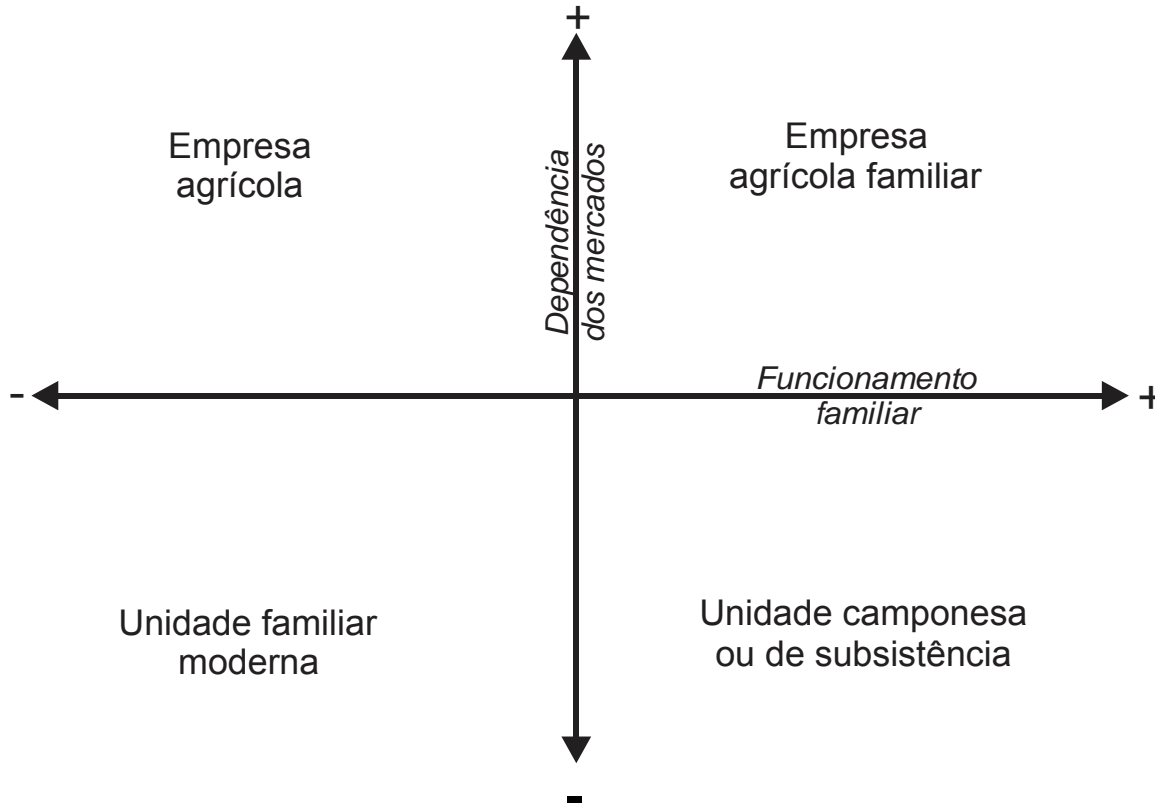 +
Empresa
agrícola
Empresa
agrícola familiar
Dependência
dos mercados
-
Funcionamento
familiar
+
Unidade familiar
moderna
Unidade camponesa
ou de subsistência
-